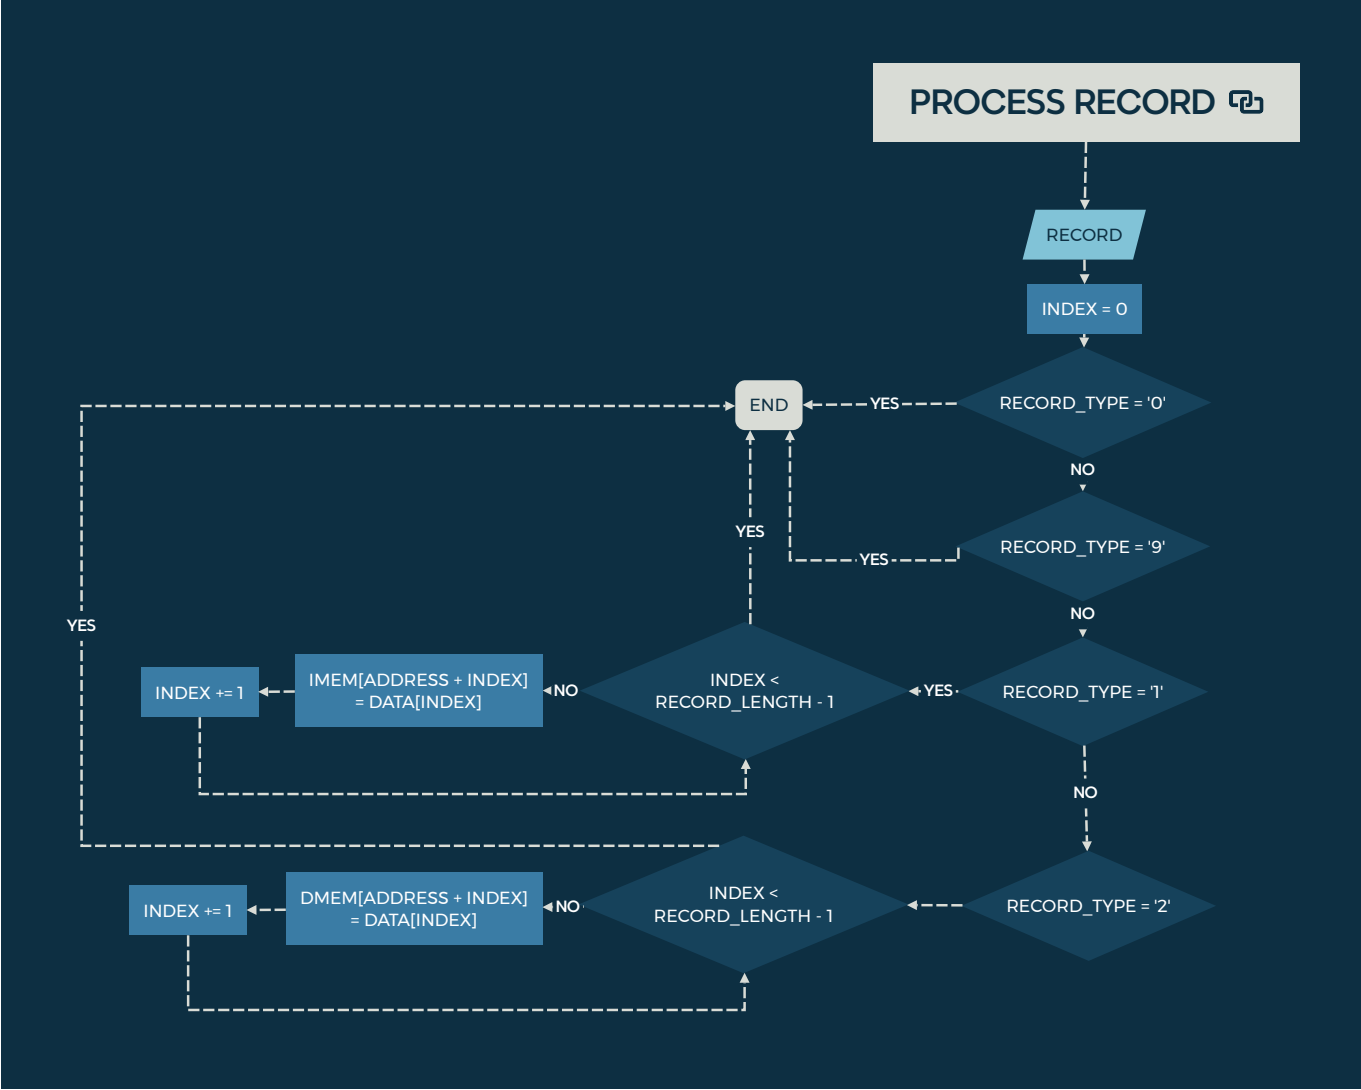 PROCESS RECORD
RECORD
INDEX = 0
RECORD_TYPE = '0'
YES
END
NO
RECORD_TYPE = '9'
YES
NO
RECORD_TYPE = '1'
YES
INDEX <
RECORD_LENGTH - 1
YES
NO
IMEM[ADDRESS + INDEX]
= DATA[INDEX]
INDEX += 1
NO
RECORD_TYPE = '2'
INDEX <
RECORD_LENGTH - 1
YES
NO
DMEM[ADDRESS + INDEX]
= DATA[INDEX]
INDEX += 1